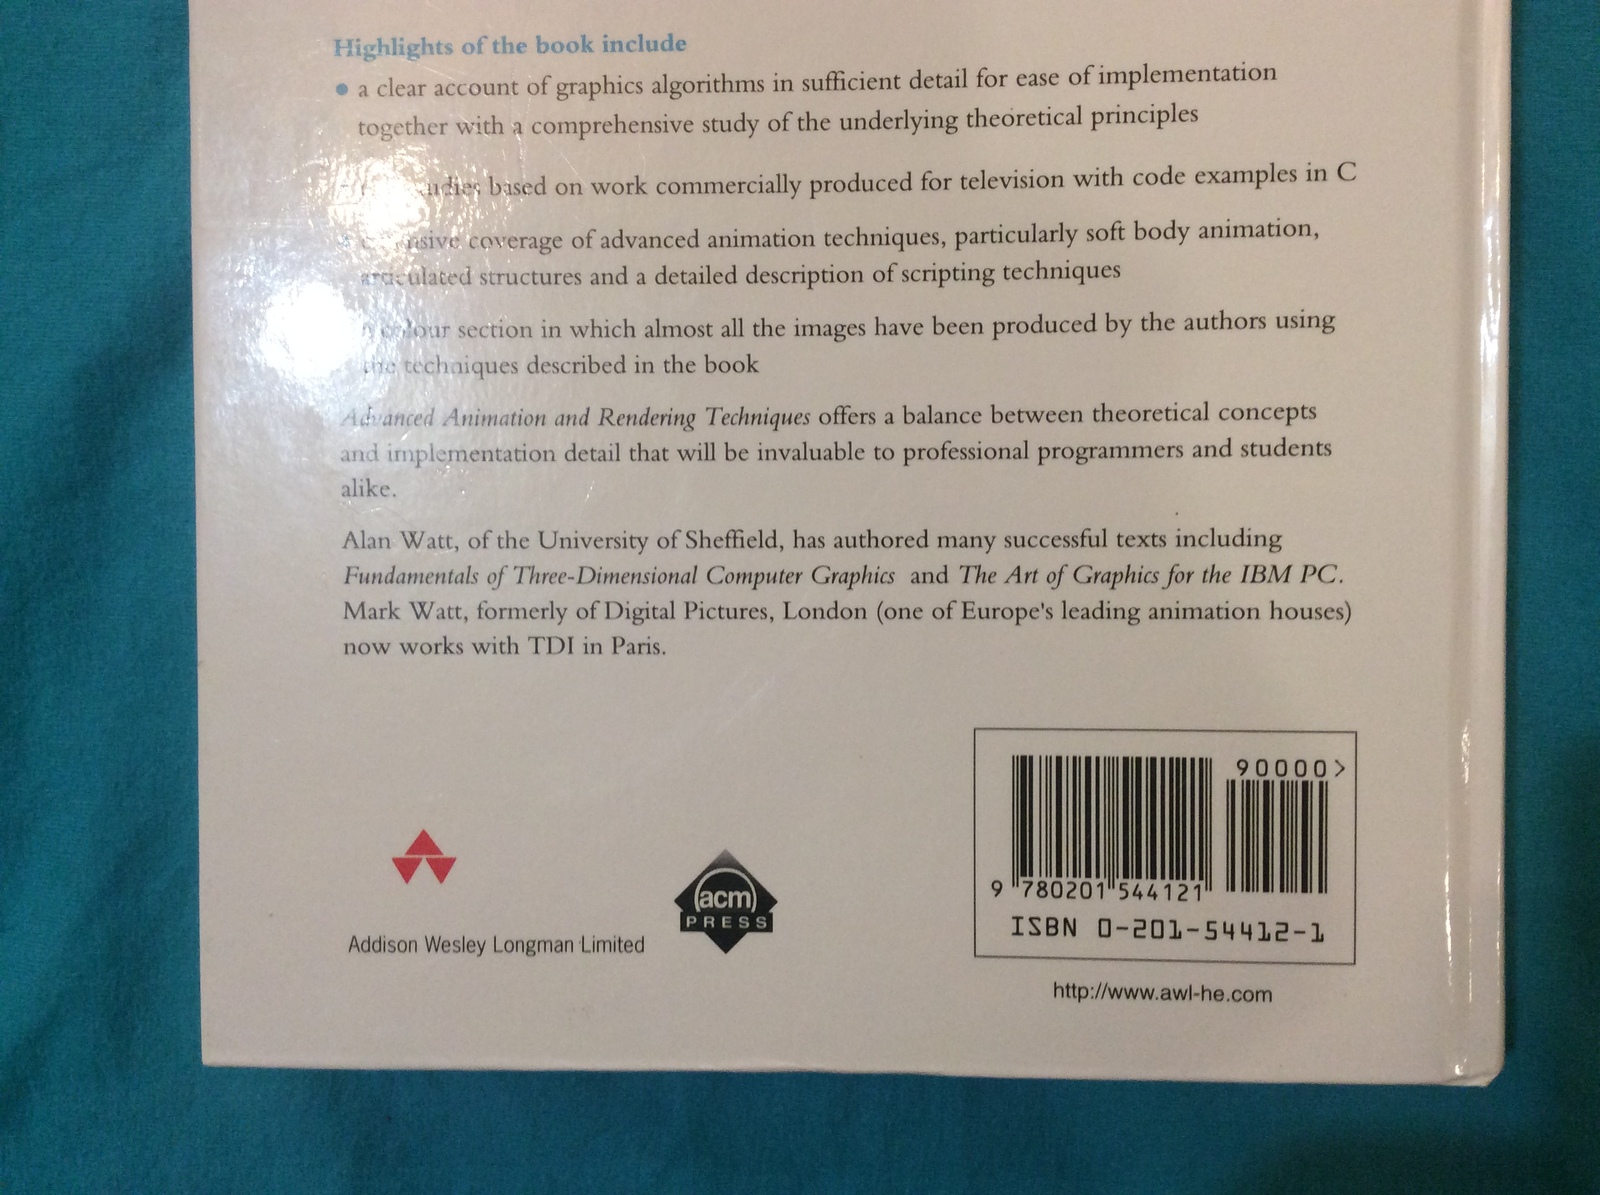 Highlights of the book include
• a clear account of graphics algorithms in sufficient detail for ease of implementation
together with a comprehensive study of the underlying theoretical principles
based on work commercially produced for television with code examples in C
coverage of advanced animation techniques, particularly soft body animation,
articulated structures and a detailed description of scripting techniques
colour section in which almost all the images have been produced by the authors using
the techniques described in the book
Advanced Animation and Rendering Techniques offers a balance between theoretical concepts
and implementation detail that will be invaluable to professional programmers and students
alike.
Alan Watt, of the University of Sheffield, has authored many successful texts including
Fundamentals of Three-Dimensional Computer Graphics and The Art of Graphics for the IBM PC.
Mark Watt, formerly of Digital Pictures, London (one of Europe's leading animation houses)
now works with TDI in Paris.
Addison Wesley Longman Limited
acm
PRESS
90000>
9 780201 544121
ISBN 0-201-54412-1
http://www.awl-he.com